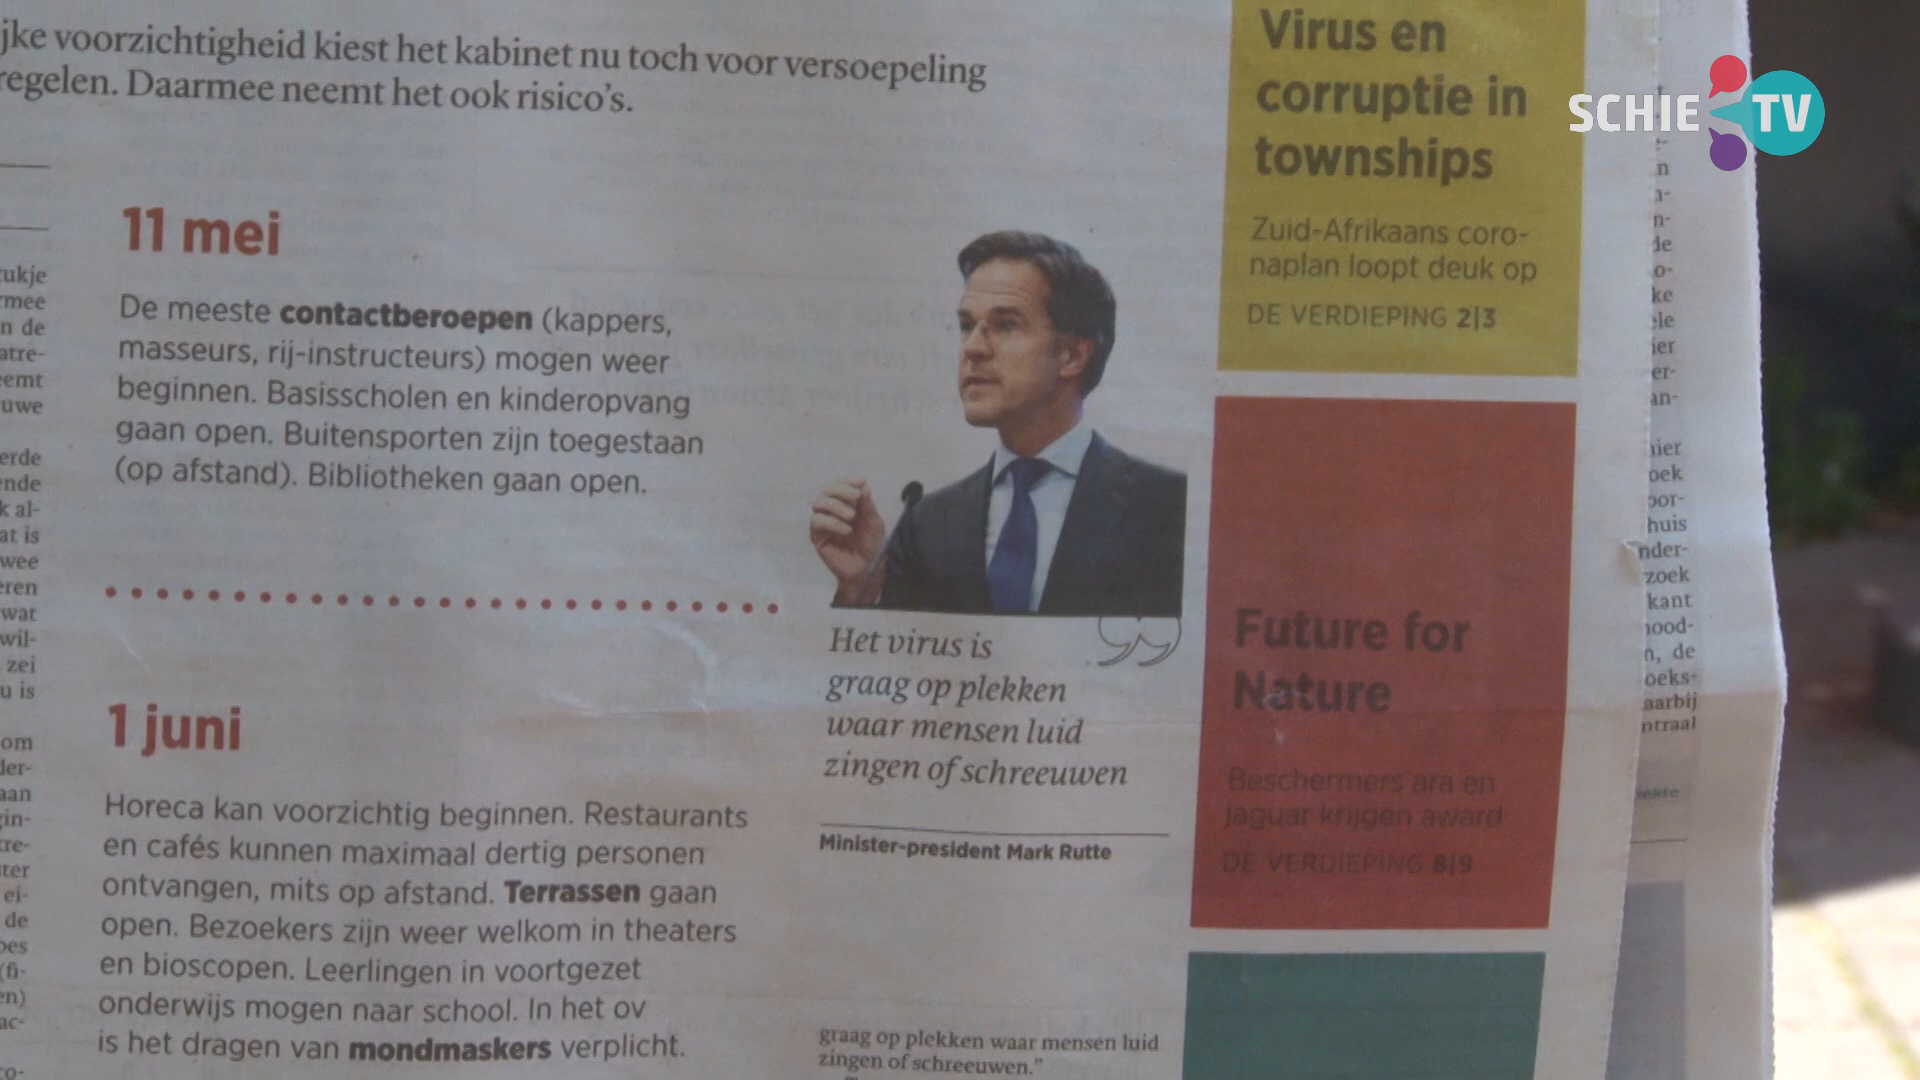 jke voorzichtigheid kiest het kabinet nu toch voor versoepeling
regelen. Daarmee neemt het ook risico's.
11 mei
De meeste contactberoepen (kappers,
masseurs, rij-instructeurs) mogen weer
beginnen. Basisscholen en kinderopvang
gaan open. Buitensporten zijn toegestaan
(op afstand). Bibliotheken gaan open.
1 juni
Horeca kan voorzichtig beginnen. Restaurants
en cafés kunnen maximaal dertig personen
ontvangen, mits op afstand. Terrassen gaan
open. Bezoekers zijn weer welkom in theaters
en bioscopen. Leerlingen in voortgezet
onderwijs mogen naar school. In het ov
is het dragen van mondmaskers verplicht.
Het virus is
graag op plekken
waar mensen luid
zingen of schreeuwen
Minister-president Mark Rutte
graag op plekken waar mensen luid
zingen of schreeuwen."
Virus en
corruptie in
townships
Zuid-Afrikaans coro-
naplan loopt deuk op
DE VERDIEPING 2|3
Future for
Nature
Beschermers ara en
jaguar krijgen award
DE VERDIEPING 8|9
SCHIE TV